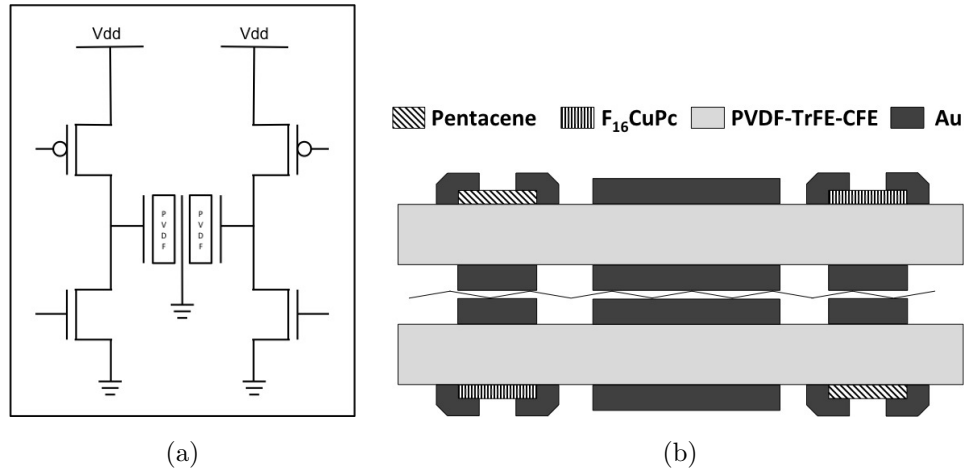 Vdd Vdd
P V D F P V D F
Pentacene F₁₆CuPc PVDF-TrFE-CFE Au
(a) (b)